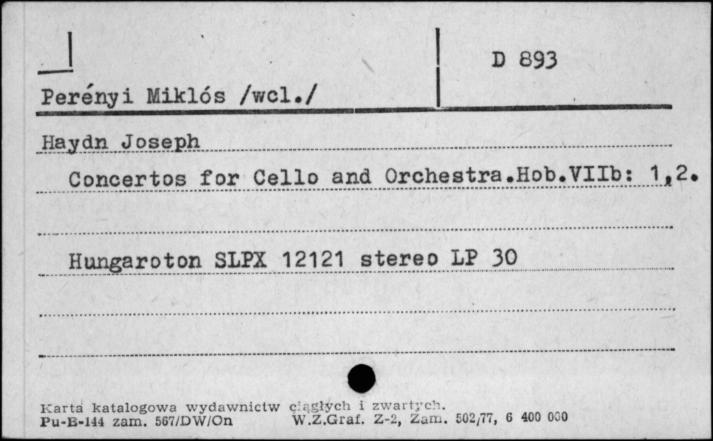 D 893
Perényi Miklós /wcl./
Haydn Joseph
Concertos for Cello and Orchestra.Hob.VIIb: 1,2.
Hungaroton SLPX 12121 stereo LP 30
Karta katalogowa wydawnictw ciągłych i zwartych.
Pu-B-144 zam. 567/DW/On W.Z.Graf. Z-2, Zam. 502/77, 6 400 000